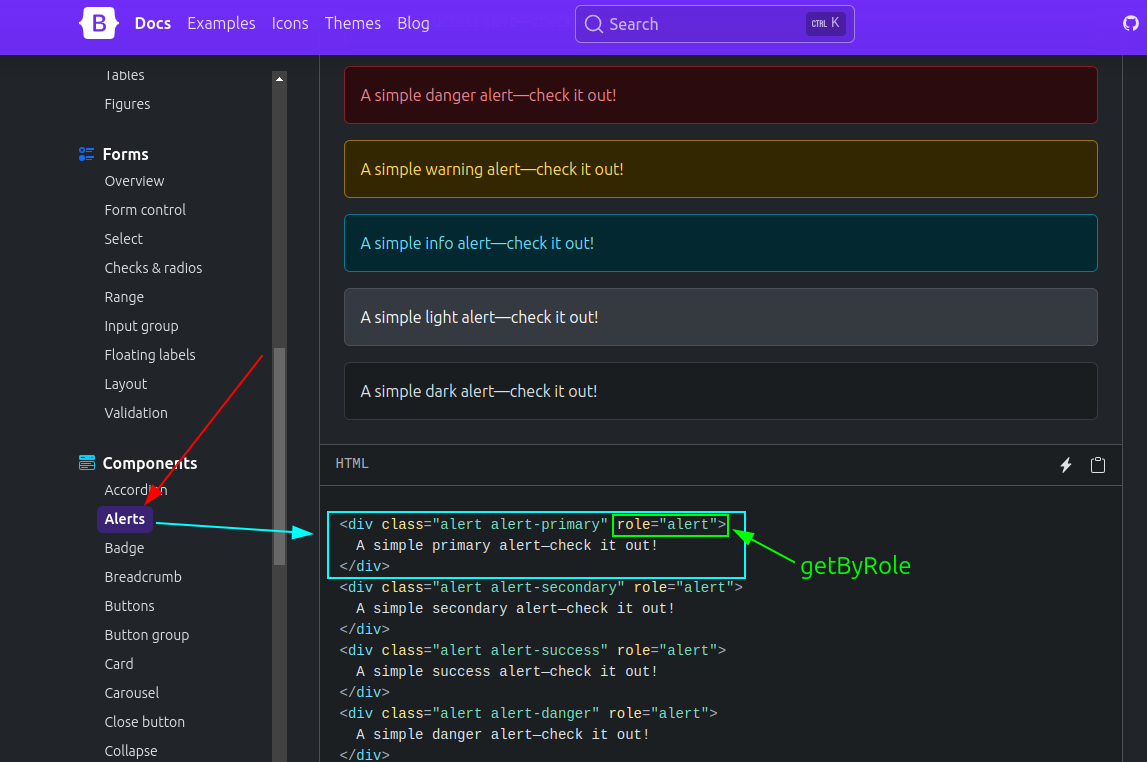 B Docs Examples Icons Themes Blog Search CTRL K
Tables
Figures
Forms
Overview
Form control
Select
Checks & radios
Range
Input group
Floating labels
Layout
Validation
Components
Accordion
Alerts
Badge
Breadcrumb
Buttons
Button group
Card
Carousel
Close button
Collapse
A simple danger alert—check it out!
A simple warning alert—check it out!
A simple info alert—check it out!
A simple light alert—check it out!
A simple dark alert—check it out!
HTML
<div class="alert alert-primary" role="alert">
A simple primary alert—check it out!
</div>
<div class="alert alert-secondary" role="alert">
A simple secondary alert—check it out!
</div>
<div class="alert alert-success" role="alert">
A simple success alert—check it out!
</div>
<div class="alert alert-danger" role="alert">
A simple danger alert—check it out!
</div>
getByRole